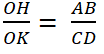 OH/OK = AB/CD